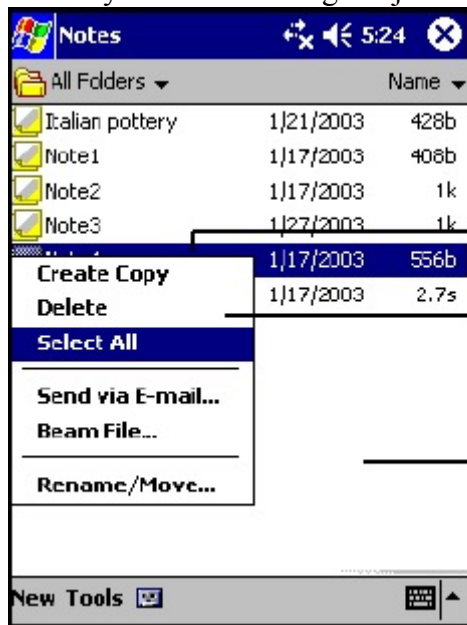 Notes 5:24
All Folders Name
Italian pottery 1/21/2003 428b
Note1 1/17/2003 408b
Note2 1/17/2003 1k
Note3 1/27/2003 1k
1/17/2003 556b
1/17/2003 2.7s
Create Copy
Delete
Select All
Send via E-mail...
Beam File...
Rename/Move...
New Tools